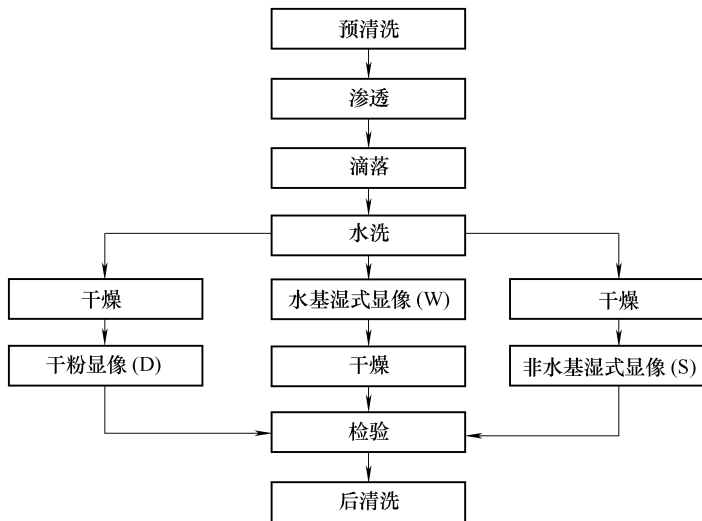 预清洗
渗透
滴落
水洗
干燥
水基湿式显像 (W)
干燥
干粉显像 (D)
干燥
非水基湿式显像 (S)
检验
后清洗